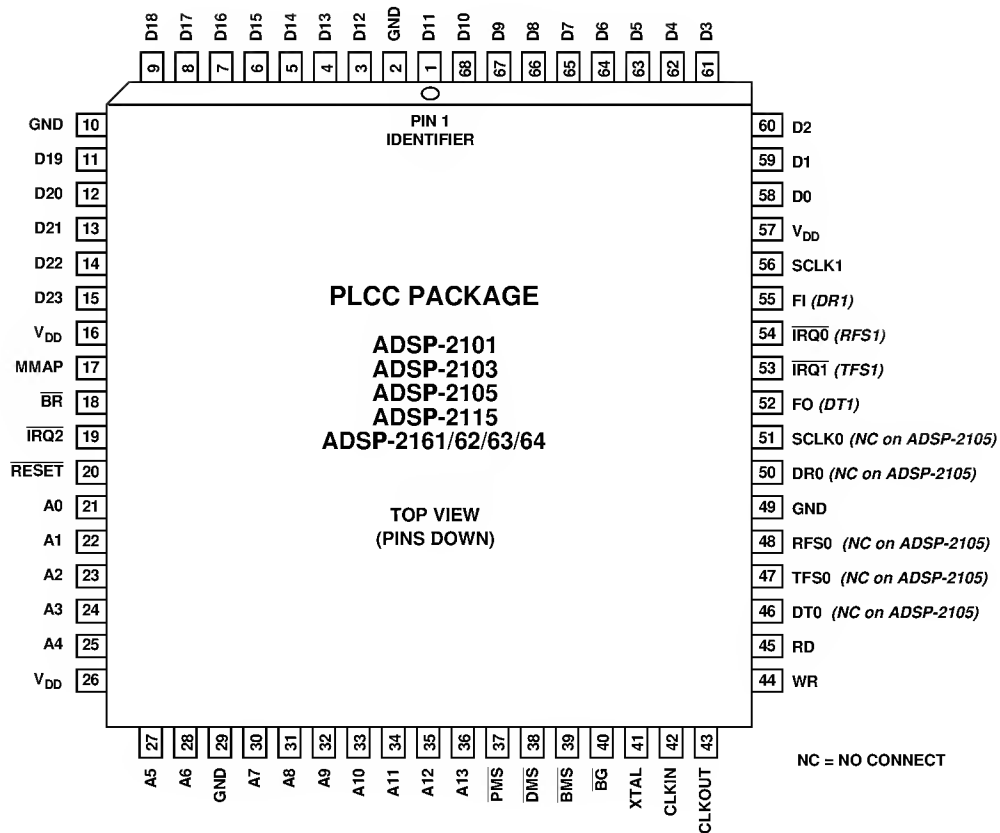 D18 D17 D16 D15 D14 D13 D12 GND D11 D10 D9 D8 D7 D6 D5 D4 D3
9 8 7 6 5 4 3 2 1 68 67 66 65 64 63 62 61
PIN 1
IDENTIFIER
GND 10
D19 11
D20 12
D21 13
D22 14
D23 15
VDD 16
MMAP 17
B̅R̅ 18
I̅R̅Q̅2̅ 19
R̅E̅S̅E̅T̅ 20
A0 21
A1 22
A2 23
A3 24
A4 25
VDD 26
PLCC PACKAGE
ADSP-2101
ADSP-2103
ADSP-2105
ADSP-2115
ADSP-2161/62/63/64
TOP VIEW
(PINS DOWN)
60 D2
59 D1
58 D0
57 VDD
56 SCLK1
55 FI (DR1)
54 I̅R̅Q̅0̅ (RFS1)
53 I̅R̅Q̅1̅ (TFS1)
52 FO (DT1)
51 SCLK0 (NC on ADSP-2105)
50 DR0 (NC on ADSP-2105)
49 GND
48 RFS0 (NC on ADSP-2105)
47 TFS0 (NC on ADSP-2105)
46 DT0 (NC on ADSP-2105)
45 RD
44 WR
27 28 29 30 31 32 33 34 35 36 37 38 39 40 41 42 43
A5 A6 GND A7 A8 A9 A10 A11 A12 A13 P̅M̅S̅ D̅M̅S̅ B̅M̅S̅ B̅G̅ XTAL CLKIN CLKOUT
NC = NO CONNECT